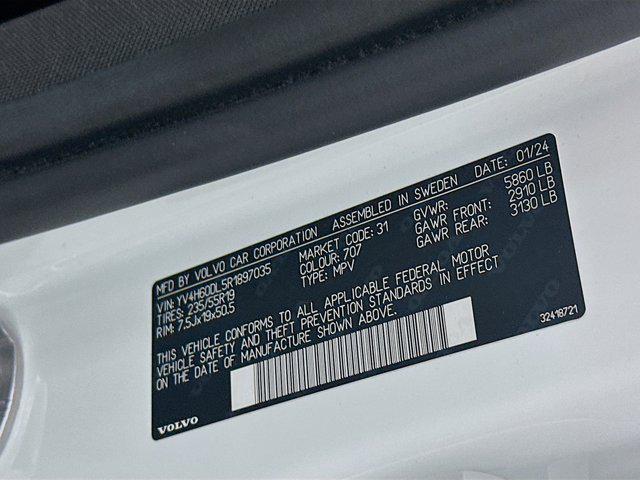 MFD BY VOLVO CAR CORPORATION ASSEMBLED IN SWEDEN DATE: 01/24
VIN: YV4H60DL5R1897035 MARKET CODE: 31 GVWR: 5860 LB
TIRES: 235/55R19 COLOUR: 707 GAWR FRONT: 2910 LB
RIM: 7.5Jx19x50.5 TYPE: MPV GAWR REAR: 3130 LB
THIS VEHICLE CONFORMS TO ALL APPLICABLE FEDERAL MOTOR
VEHICLE SAFETY AND THEFT PREVENTION STANDARDS IN EFFECT
ON THE DATE OF MANUFACTURE SHOWN ABOVE.
32418721
VOLVO